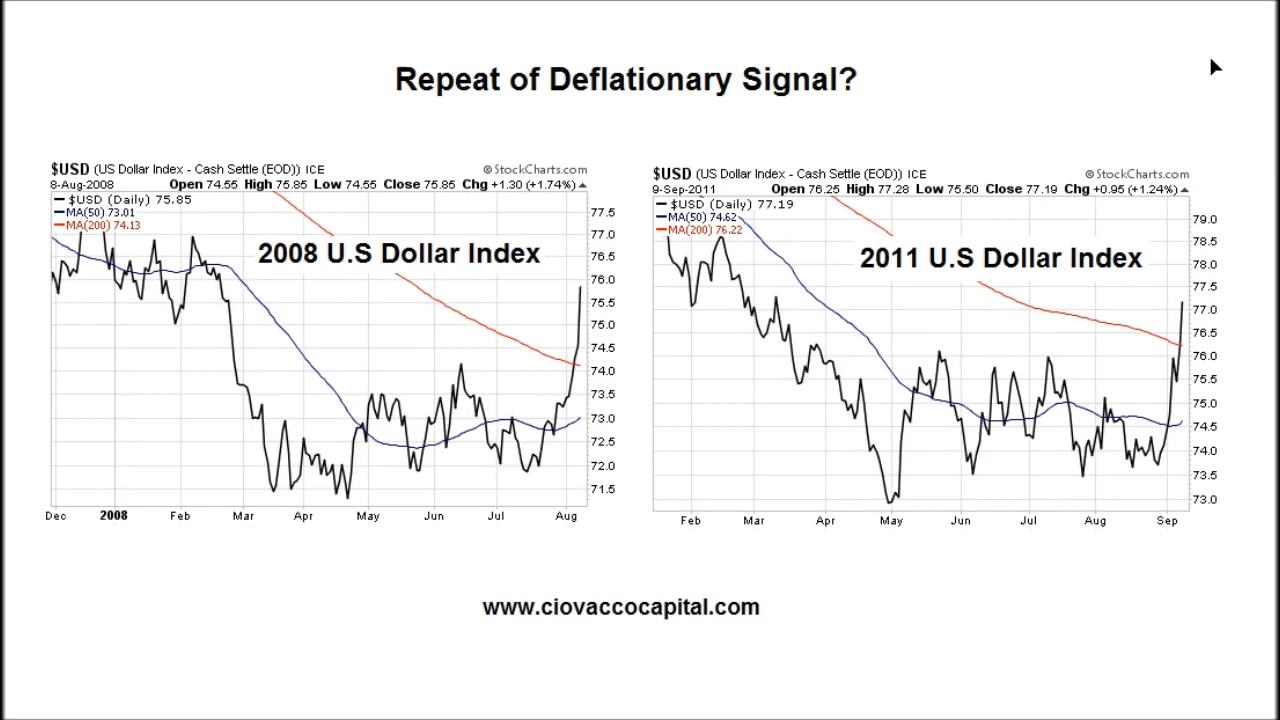 Repeat of Deflationary Signal?
$USD (US Dollar Index - Cash Settle (EOD)) ICE
©StockCharts.com
8-Aug-2008
Open 74.55 High 75.85 Low 74.55 Close 75.85 Chg +1.30 (+1.74%)
$USD (Daily) 75.85
MA(50) 73.01
MA(200) 74.13
2008 U.S Dollar Index
77.5
77.0
76.5
76.0
75.5
75.0
74.5
74.0
73.5
73.0
72.5
72.0
71.5
Dec 2008 Feb Mar Apr May Jun Jul Aug
$USD (US Dollar Index - Cash Settle (EOD)) ICE
©StockCharts.com
9-Sep-2011
Open 76.25 High 77.28 Low 75.50 Close 77.19 Chg +0.95 (+1.24%)
$USD (Daily) 77.19
MA(50) 74.62
MA(200) 76.22
2011 U.S Dollar Index
79.0
78.5
78.0
77.5
77.0
76.5
76.0
75.5
75.0
74.5
74.0
73.5
73.0
Feb Mar Apr May Jun Jul Aug Sep
www.ciovaccocapital.com